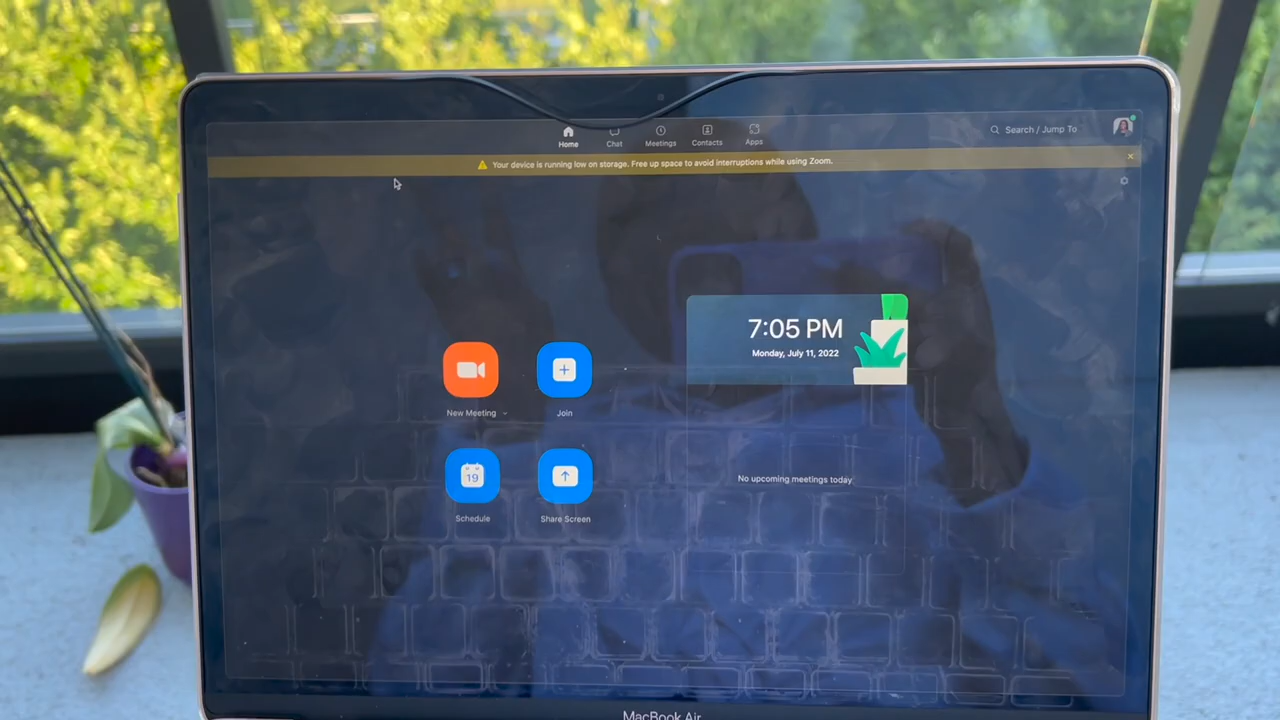 Home
Chat
Meetings
Contacts
Apps
Search / Jump To
Your device is running low on storage. Free up space to avoid interruptions while using Zoom.
7:05 PM
Monday, July 11, 2022
New Meeting
Join
19
Schedule
Share Screen
No upcoming meetings today
MacBook Air